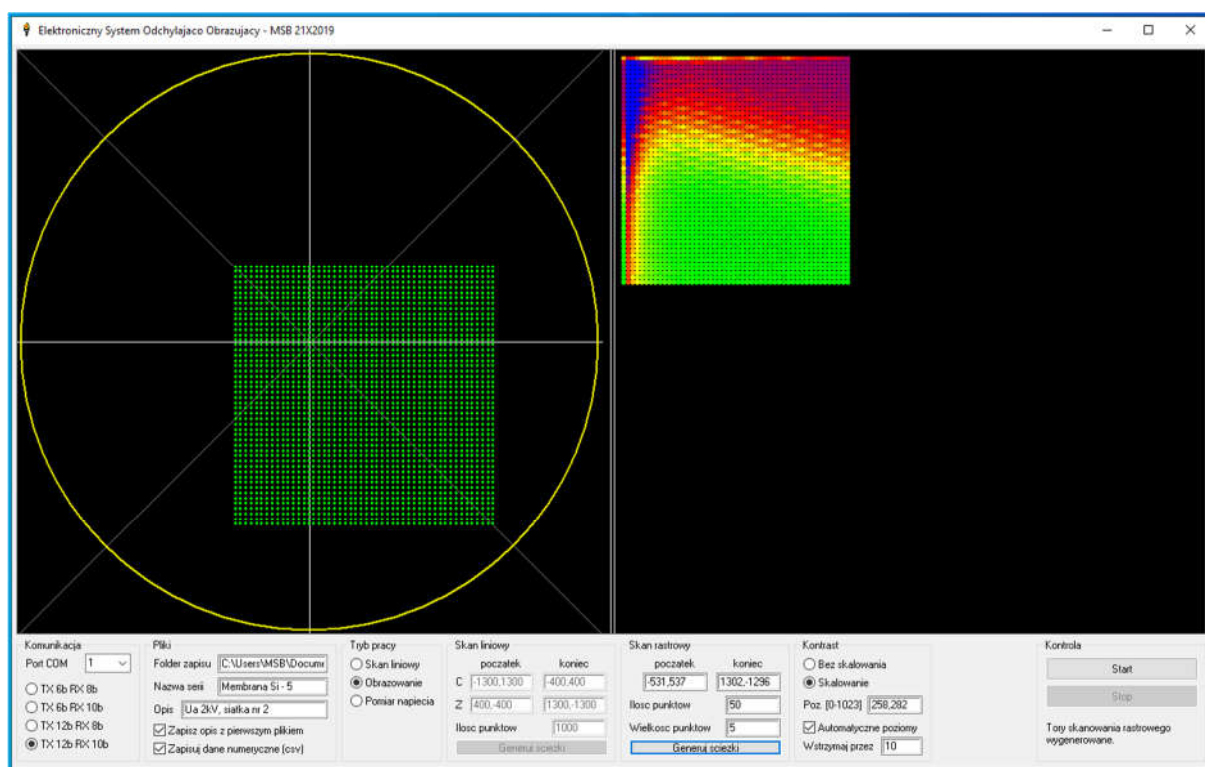 Elektroniczny System Odchylajaco Obrazujacy - MSB 21X2019
Komunikacja
Port COM 1
TX 6b RX 8b
TX 6b RX 10b
TX 12b RX 8b
TX 12b RX 10b
Pliki
Folder zapisu C:\Users\MSB\Docume
Nazwa serii Membrana Si - 5
Opis Ua 2kV, siatka nr 2
Zapisz opis z pierwszym plikiem
Zapisuj dane numeryczne (csv)
Tryb pracy
Skan liniowy
Obrazowanie
Pomiar napiecia
Skan liniowy
poczatek koniec
C -1300,1300 -400,400
Z 400,-400 1300,-1300
Ilosc punktow 1000
Generuj sciezki
Skan rastrowy
poczatek koniec
-531,537 1302,-1296
Ilosc punktow 50
Wielkosc punktow 5
Generuj sciezki
Kontrast
Bez skalowania
Skalowanie
Poz. [0-1023] 258,282
Automatyczne poziomy
Wstrzymaj przez 10
Kontrola
Start
Stop
Tory skanowania rastrowego
wygenerowane.